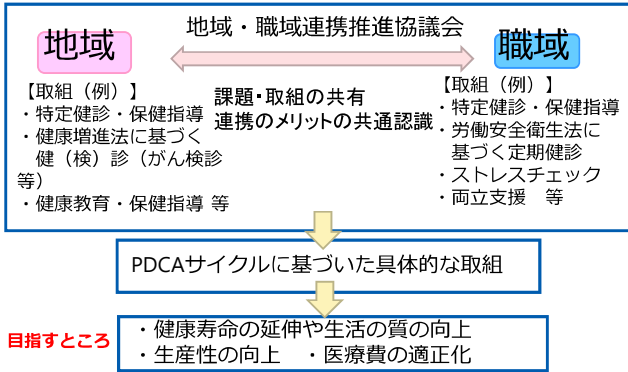 地域・職域連携推進協議会
地域
職域
【取組（例）】
・特定健診・保健指導
・健康増進法に基づく
健（検）診（がん検診
等）
・健康教育・保健指導 等
課題・取組の共有
連携のメリットの共通認識
【取組（例）】
・特定健診・保健指導
・労働安全衛生法に
基づく定期健診
・ストレスチェック
・両立支援　等
PDCAサイクルに基づいた具体的な取組
目指すところ
・健康寿命の延伸や生活の質の向上
・生産性の向上　・医療費の適正化